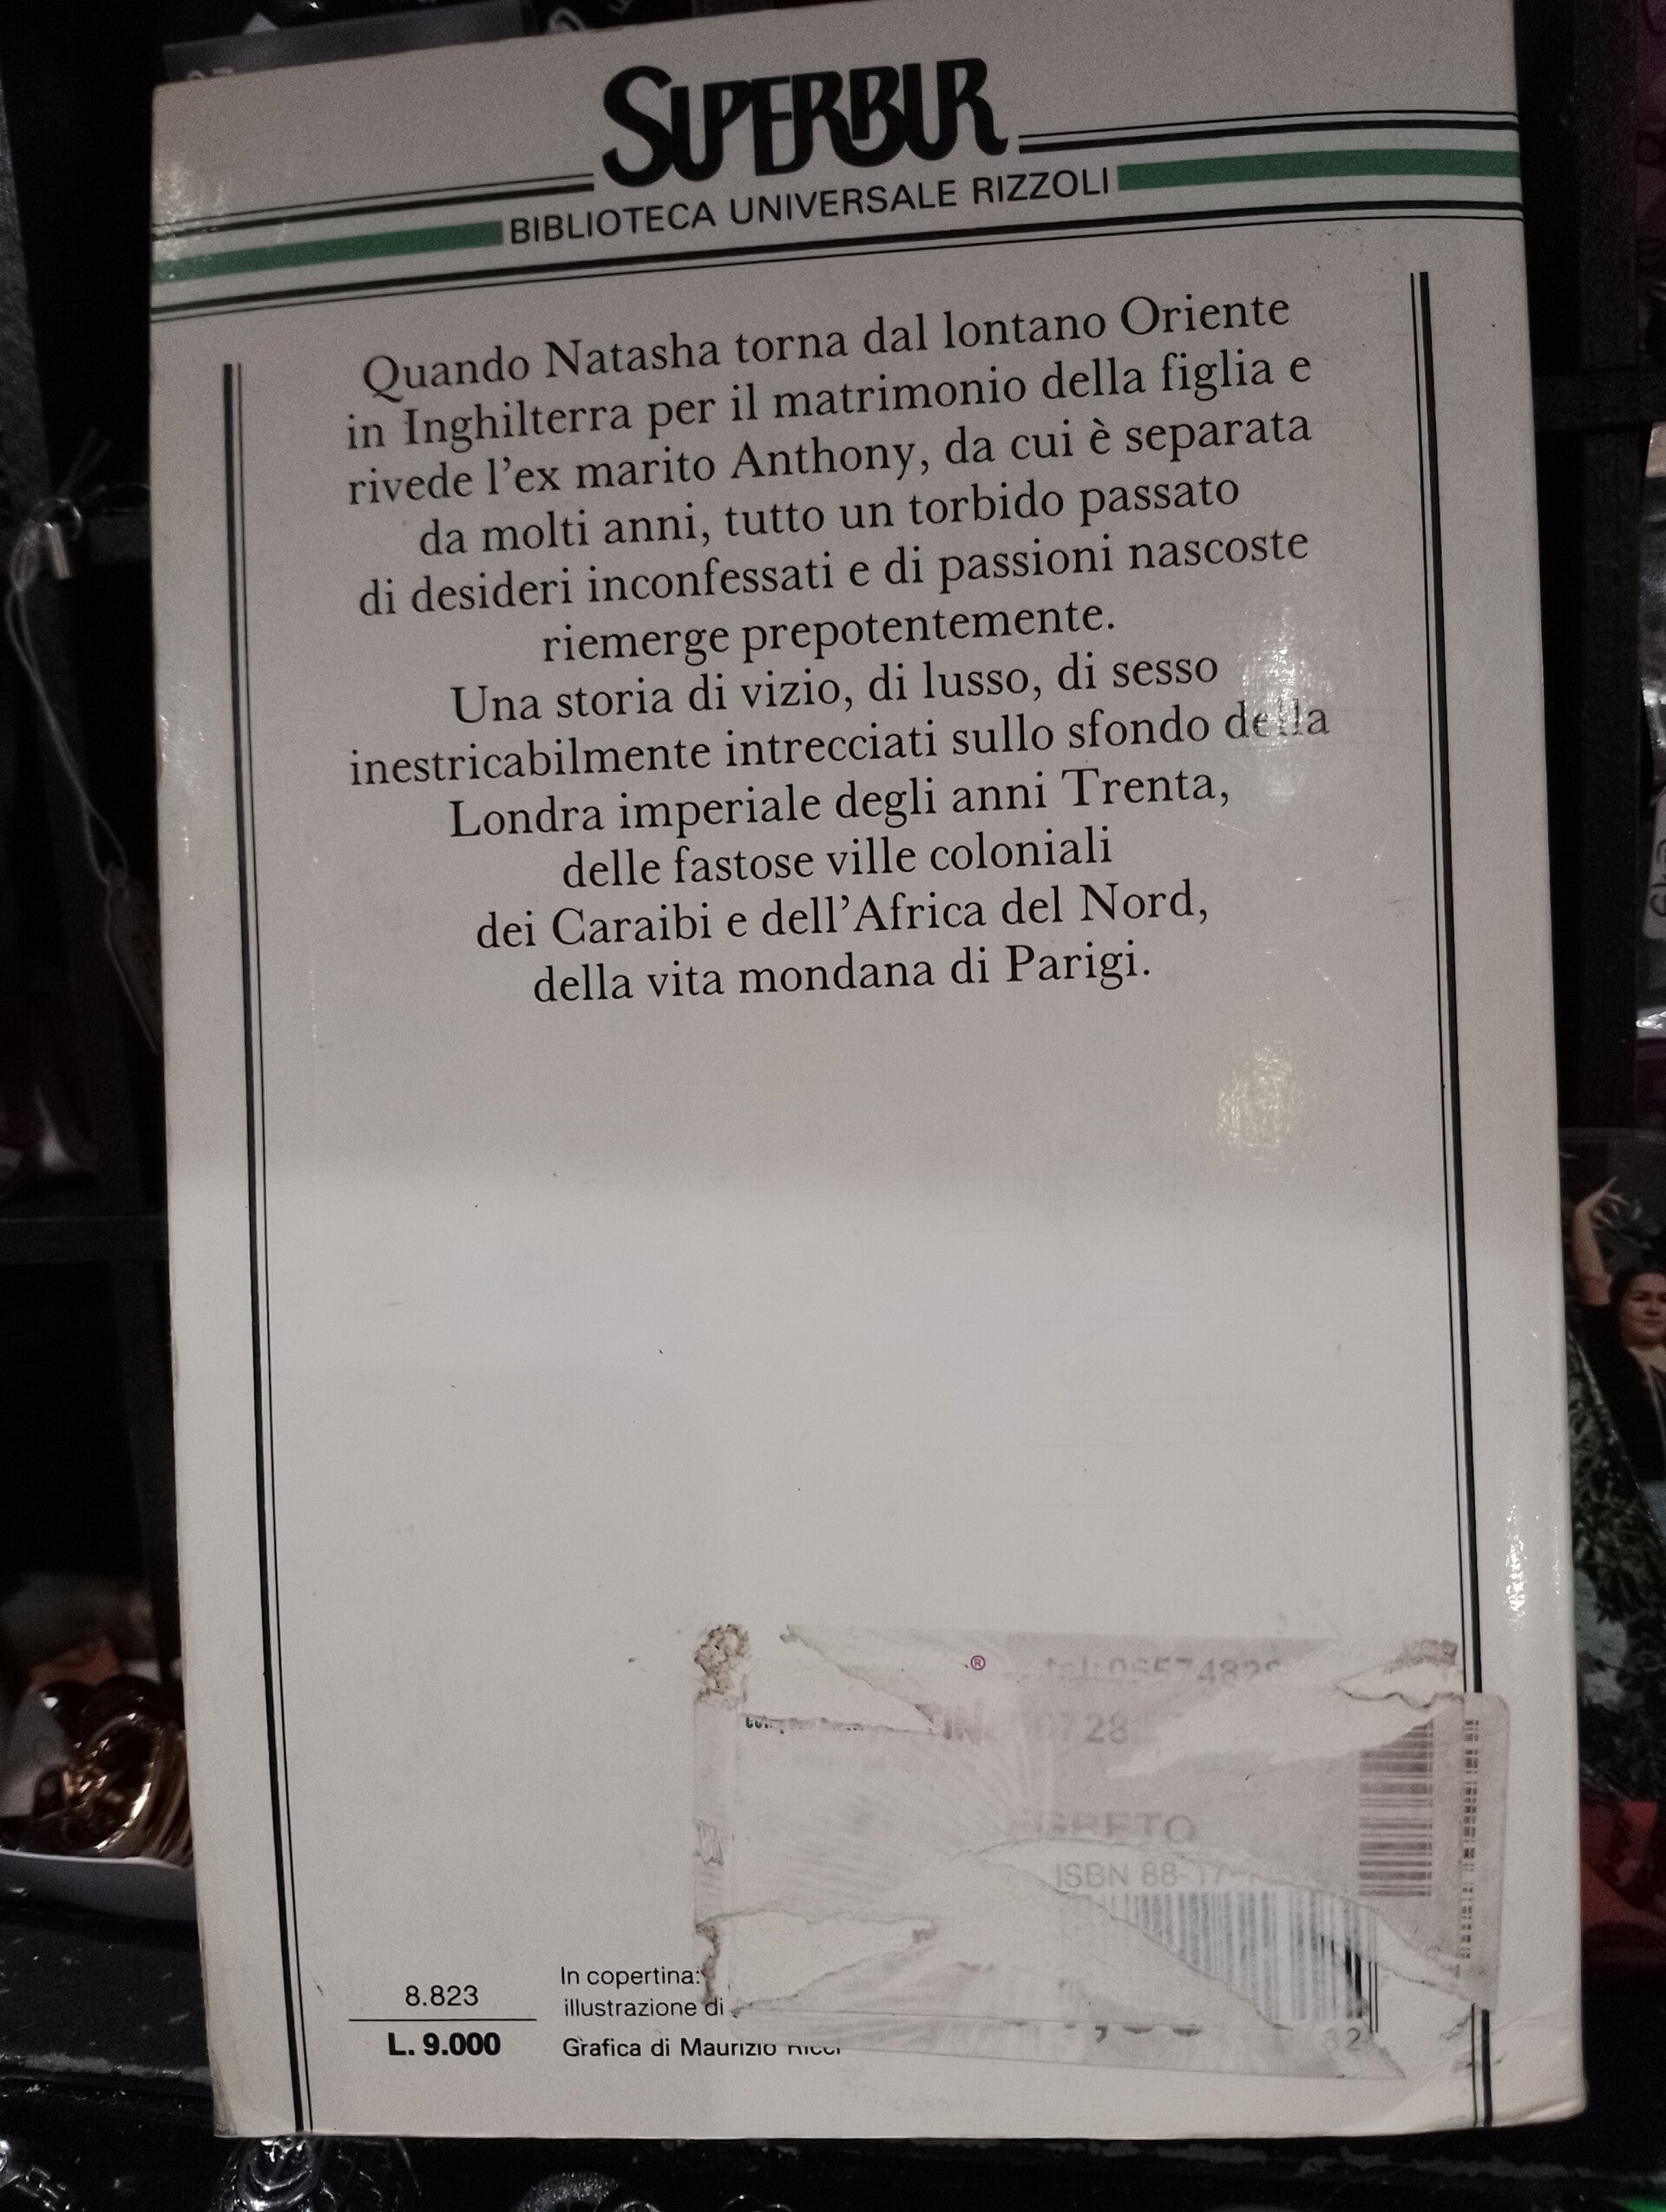 SUPERBUR
BIBLIOTECA UNIVERSALE RIZZOLI
Quando Natasha torna dal lontano Oriente
in Inghilterra per il matrimonio della figlia e
rivede l'ex marito Anthony, da cui è separata
da molti anni, tutto un torbido passato
di desideri inconfessati e di passioni nascoste
riemerge prepotentemente.
Una storia di vizio, di lusso, di sesso
inestricabilmente intrecciati sullo sfondo della
Londra imperiale degli anni Trenta,
delle fastose ville coloniali
dei Caraibi e dell'Africa del Nord,
della vita mondana di Parigi.
®
ISBN 88-17-
8.823
L. 9.000
In copertina:
illustrazione di
Grafica di Maurizio Ricci